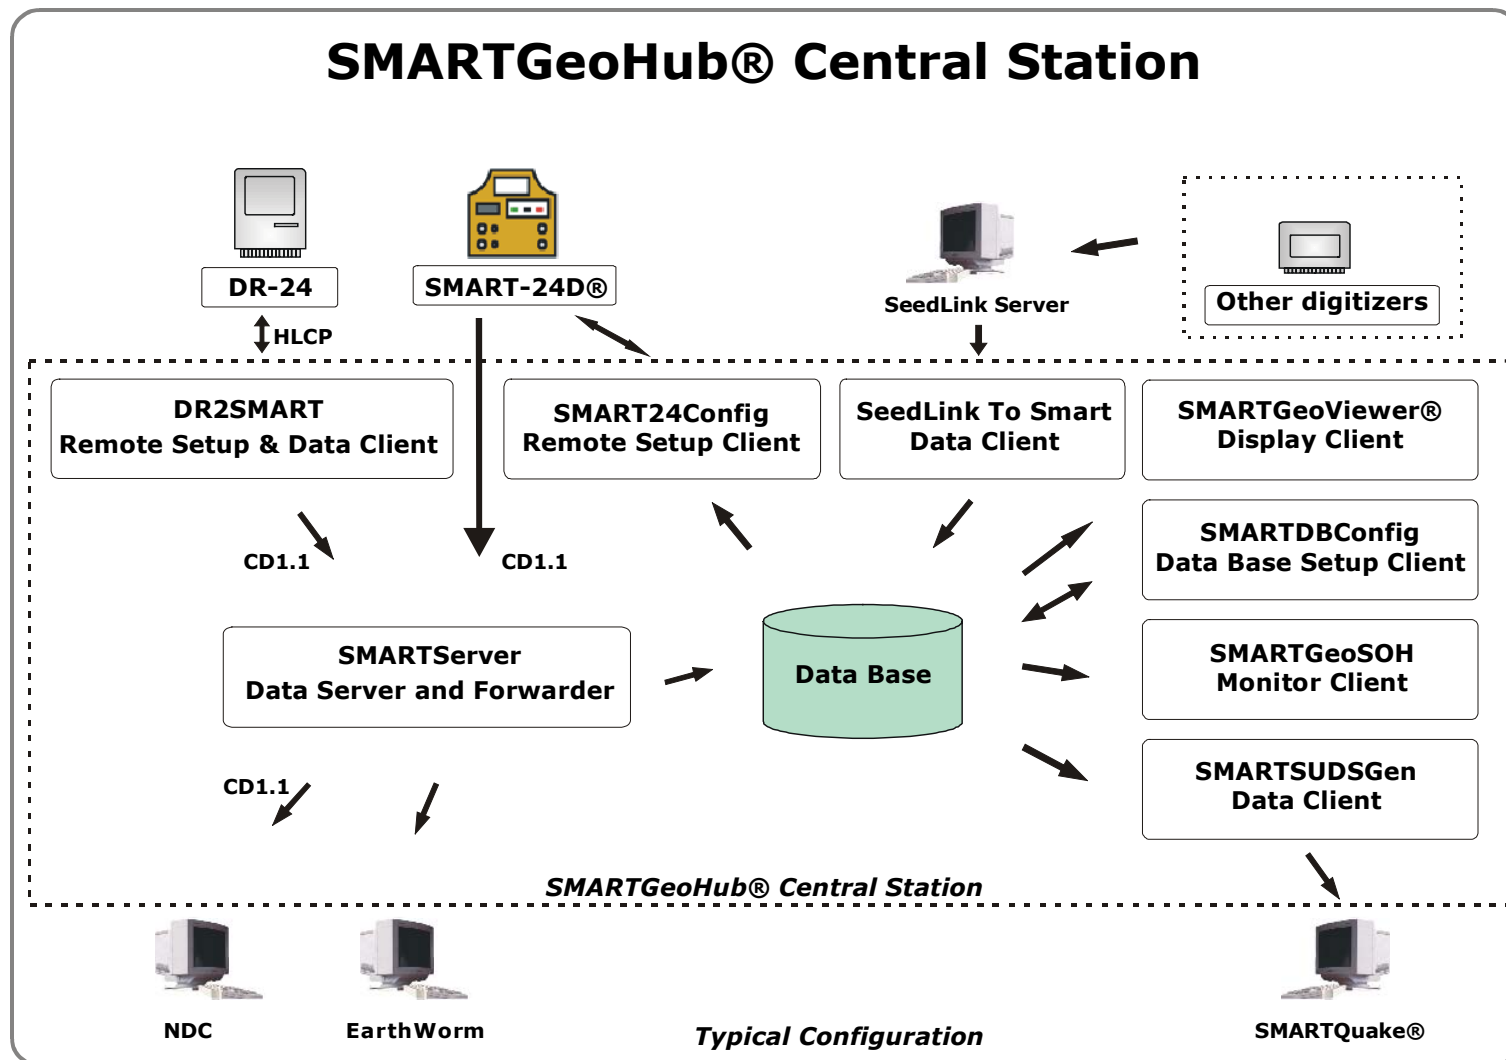 SMARTGeoHub® Central Station
DR-24
SMART-24D®
SeedLink Server
Other digitizers
HLCP
DR2SMART
Remote Setup & Data Client
SMART24Config
Remote Setup Client
SeedLink To Smart
Data Client
SMARTGeoViewer®
Display Client
CD1.1
CD1.1
SMARTDBConfig
Data Base Setup Client
SMARTServer
Data Server and Forwarder
Data Base
SMARTGeoSOH
Monitor Client
CD1.1
SMARTSUDSGen
Data Client
SMARTGeoHub® Central Station
NDC
EarthWorm
Typical Configuration
SMARTQuake®